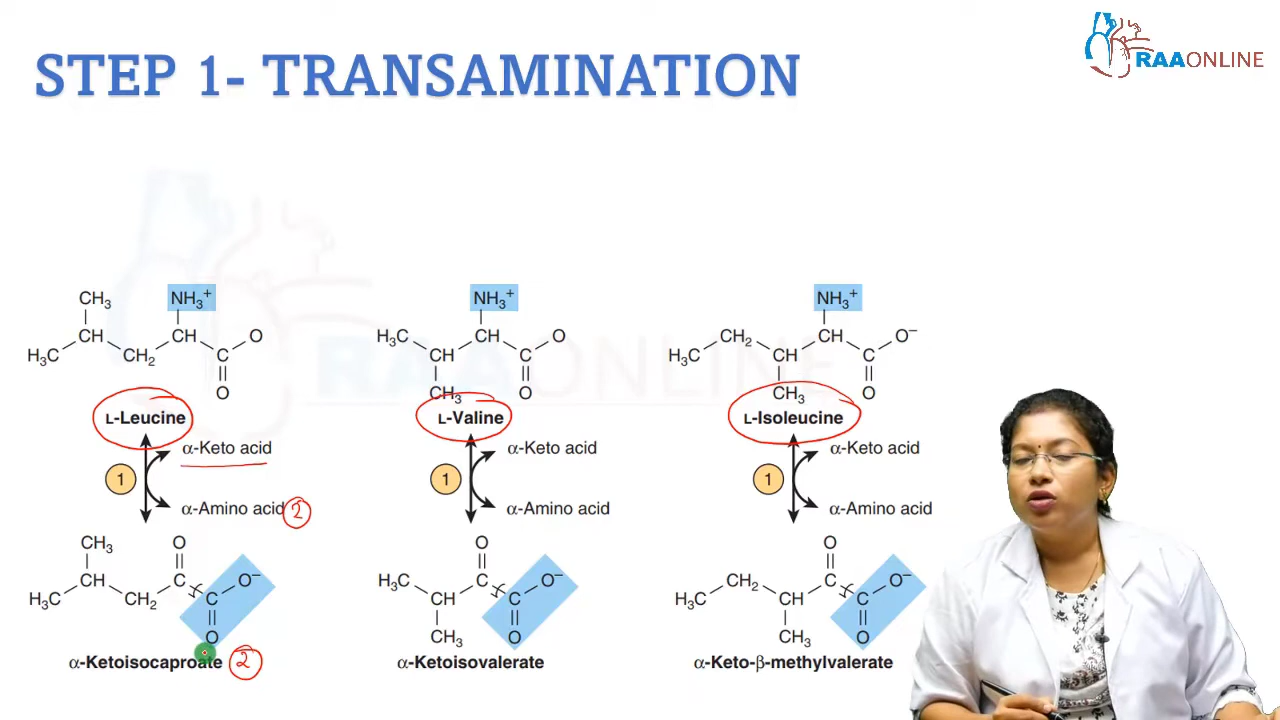 RAAONLINE
STEP 1- TRANSAMINATION
RAAONLINE
CH3 NH3+
CH CH O
H3C CH2 C
O
L-Leucine
α-Keto acid
1
α-Amino acid 2
CH3 O
CH C O−
H3C CH2 C
O
α-Ketoisocaproate 2
NH3+
H3C CH O
CH C
CH3 O
L-Valine
α-Keto acid
1
α-Amino acid
O
H3C C O−
CH C
CH3 O
α-Ketoisovalerate
NH3+
CH2 CH O−
H3C CH C
CH3 O
L-Isoleucine
α-Keto acid
1
α-Amino acid
O
CH2 C O−
H3C CH C
CH3 O
α-Keto-β-methylvalerate